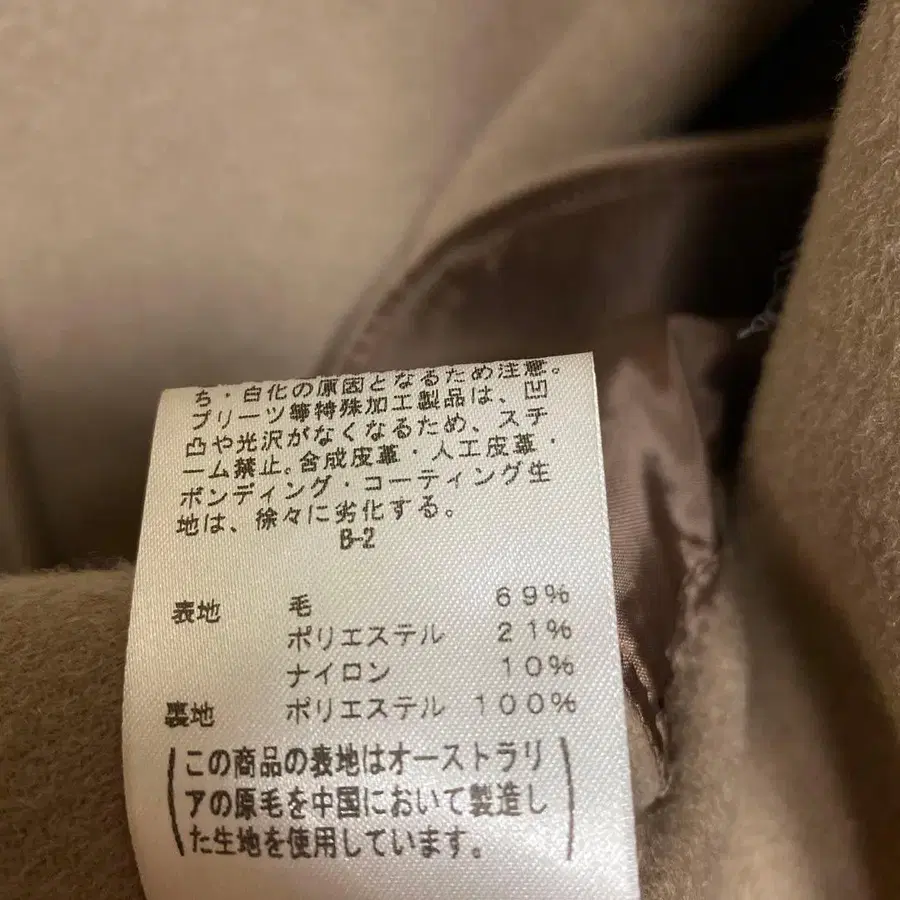 ち・白化の原因となるため注意。
プリーツ等特殊加工製品は、凹
凸や光沢がなくなるため、スチ
ーム禁止。合成皮革・人工皮革・
ボンディング・コーティング生
地は、徐々に劣化する。
B-2
表地 毛 69%
ポリエステル 21%
ナイロン 10%
裏地 ポリエステル 100%
(この商品の表地はオーストラリ
アの原毛を中国において製造し
た生地を使用しています。)